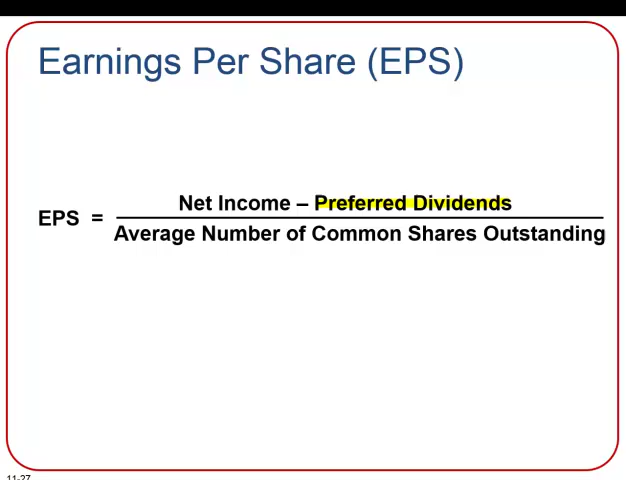 Earnings Per Share (EPS)
Net Income – Preferred Dividends
EPS =
Average Number of Common Shares Outstanding
11-27